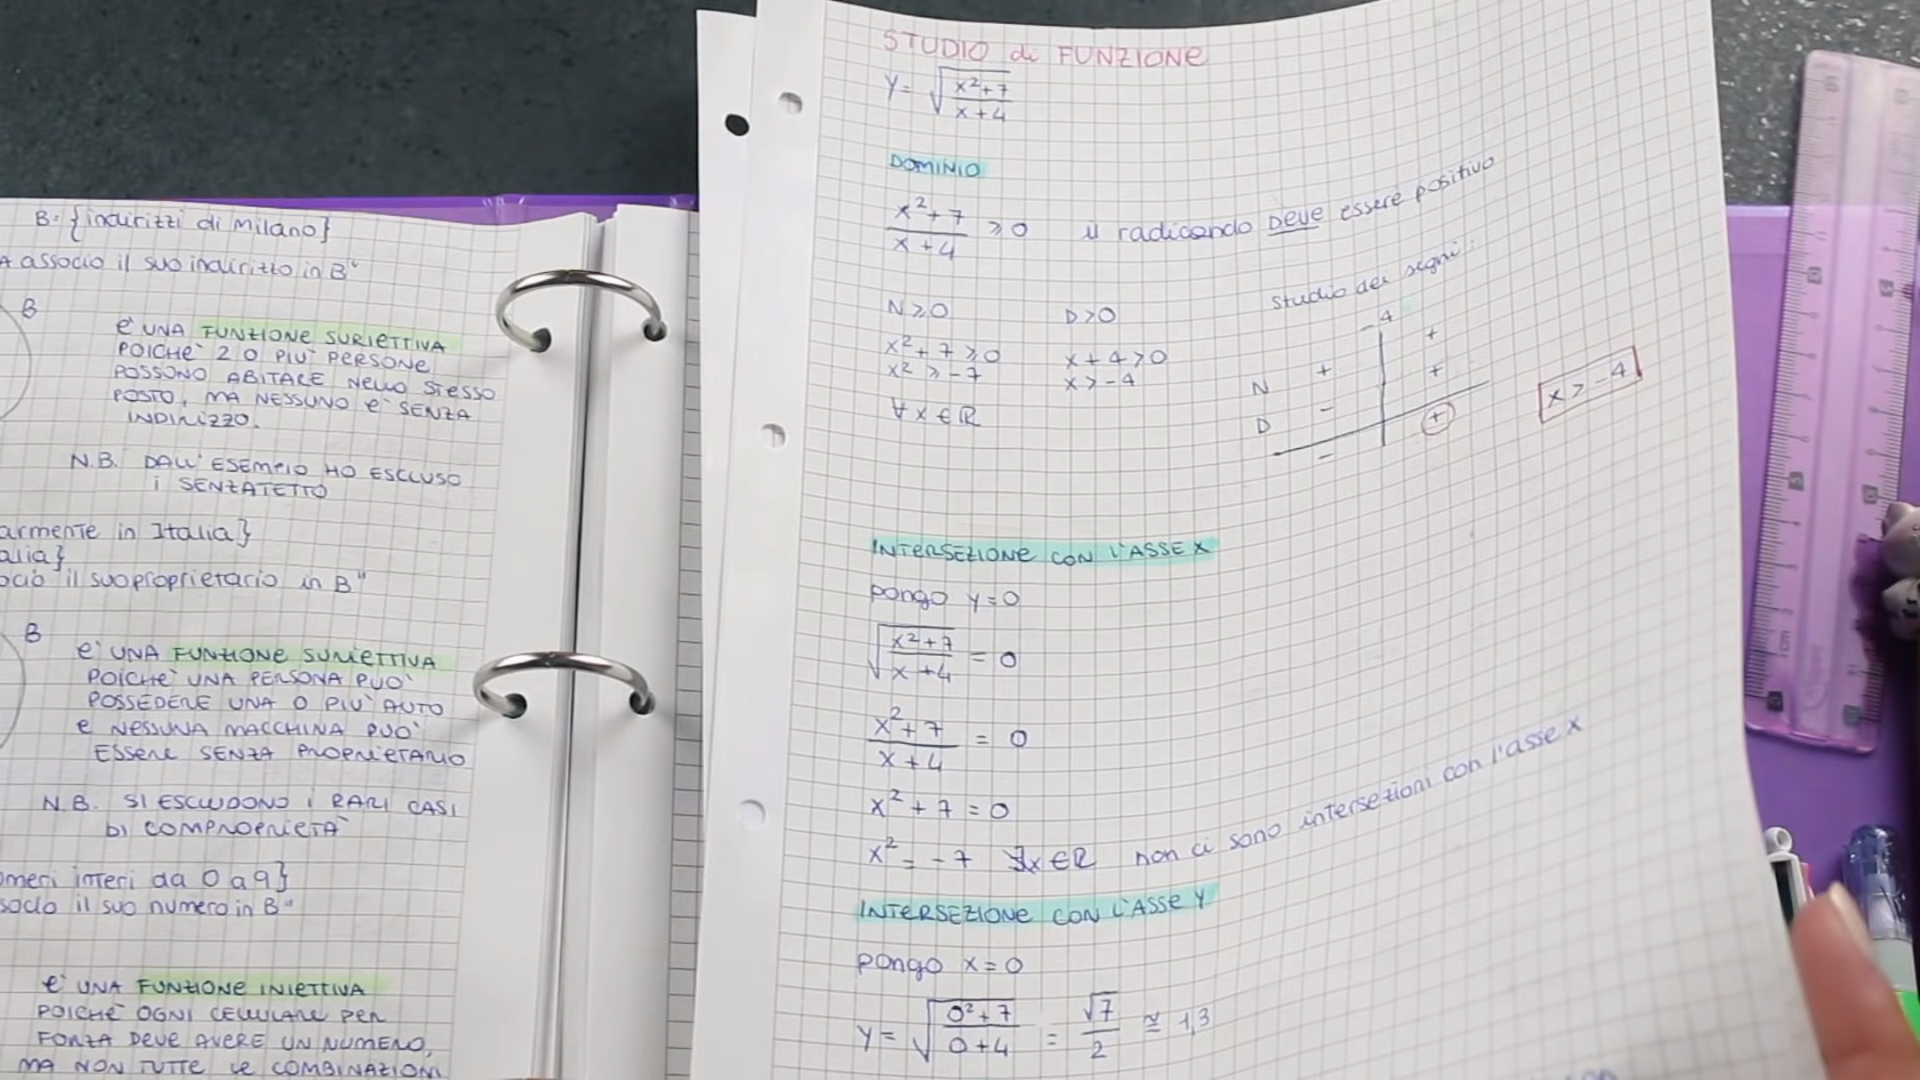 B = {indirizzi di Milano}
A associo il suo indirizzo in B"
B
E' UNA FUNZIONE SURIETTIVA
POICHE' 2 O PIU' PERSONE
POSSONO ABITARE NELLO STESSO
POSTO, MA NESSUNO E' SENZA
INDIRIZZO.
N.B. DALL'ESEMPIO HO ESCLUSO
I SENZATETTO
armente in Italia}
alia}
ocio il suo proprietario in B"
B
E' UNA FUNZIONE SURIETTIVA
POICHE' UNA PERSONA PUO'
POSSEDERE UNA O PIU' AUTO
E NESSUNA MACCHINA PUO'
ESSERE SENZA PROPRIETARIO
N.B. SI ESCLUDONO I RARI CASI
DI COMPROPRIETA'
omeri interi da 0 a 9}
socio il suo numero in B"
E' UNA FUNZIONE INIETTIVA
POICHE' OGNI CELLULARE PER
FORZA DEVE AVERE UN NUMERO,
MA NON TUTTE LE COMBINAZIONI
STUDIO di FUNZIONE
y = √((x²+7)/(x+4))
DOMINIO
(x²+7)/(x+4) ≥ 0 il radicando DEVE essere positivo
N ≥ 0 D > 0 studio dei segni:
x² + 7 ≥ 0 x + 4 > 0
x² ≥ -7 x > -4
∀ x ∈ ℝ
-4
+
N + +
D - +
- x > -4
INTERSEZIONE CON L'ASSE X
pongo y = 0
√((x²+7)/(x+4)) = 0
(x²+7)/(x+4) = 0
x² + 7 = 0
x² = -7 ∄x ∈ ℝ non ci sono intersezioni con l'asse x
INTERSEZIONE CON L'ASSE Y
pongo x = 0
y = √((0²+7)/(0+4)) = √7/2 ≅ 1,3